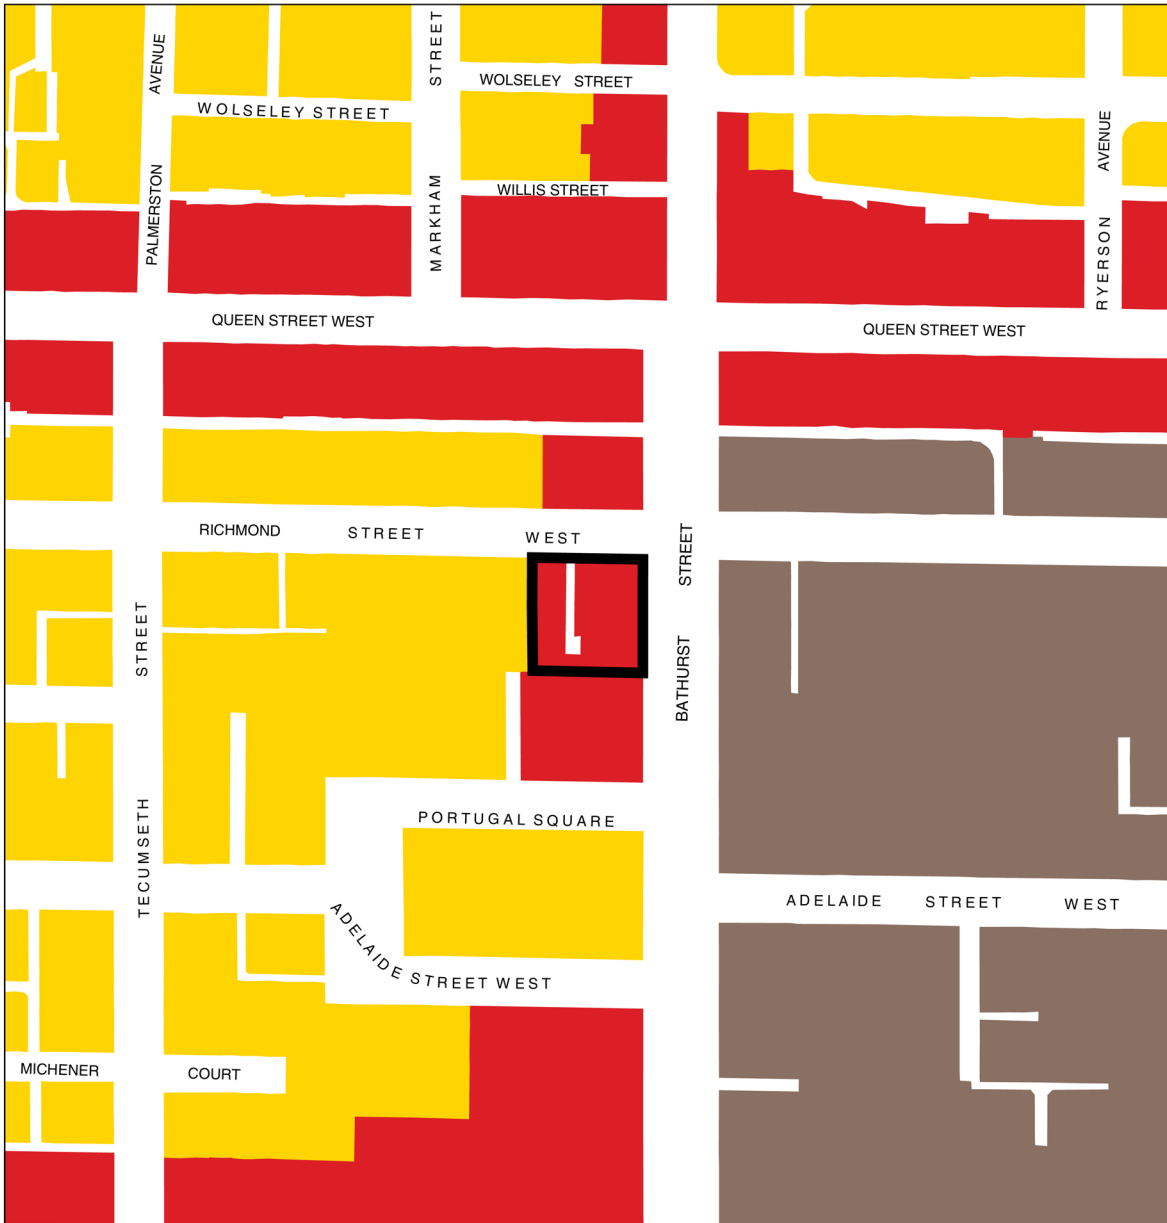 AVENUE
PALMERSTON
STREET
MARKHAM
WOLSELEY STREET
WOLSELEY STREET
WILLIS STREET
AVENUE
RYERSON
QUEEN STREET WEST
QUEEN STREET WEST
RICHMOND STREET WEST
STREET
BATHURST
STREET
TECUMSETH
PORTUGAL SQUARE
ADELAIDE STREET WEST
ADELAIDE STREET WEST
MICHENER COURT